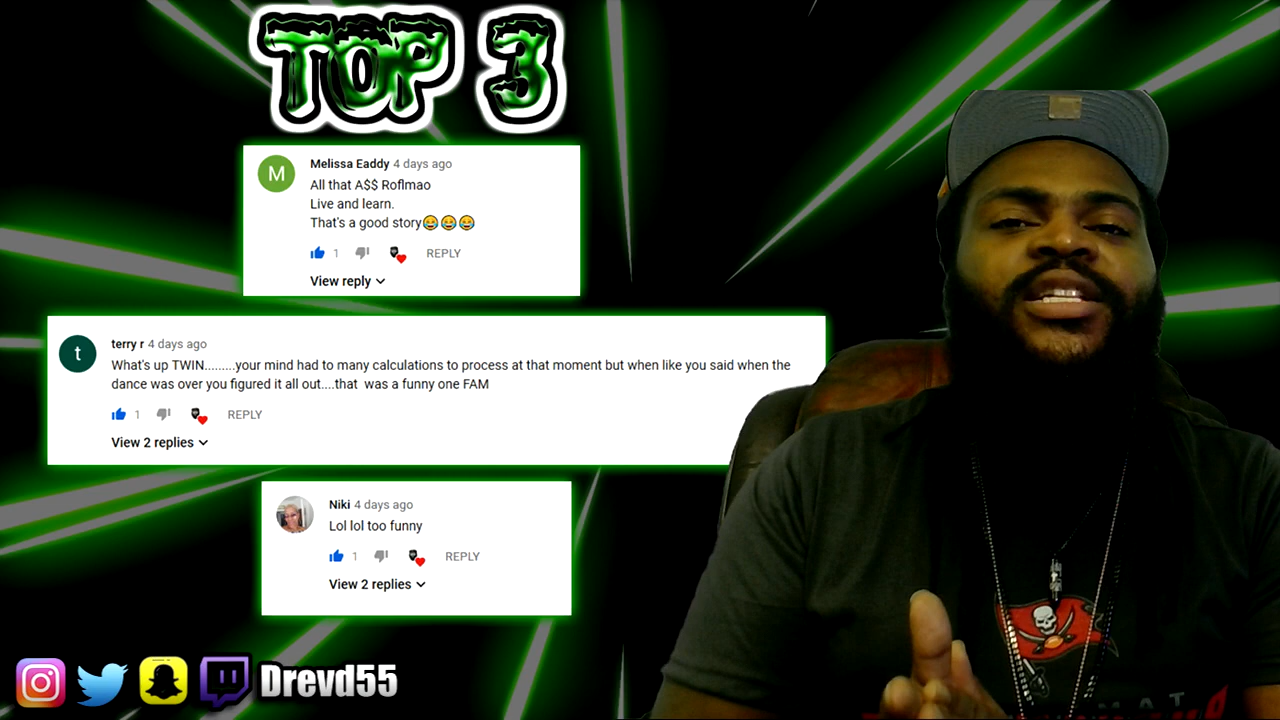 TOP 3
M
Melissa Eaddy 4 days ago
All that A$$ Roflmao
Live and learn.
That's a good story😂😂😂
1 REPLY
View reply
t
terry r 4 days ago
What's up TWIN.........your mind had to many calculations to process at that moment but when like you said when the
dance was over you figured it all out....that was a funny one FAM
1 REPLY
View 2 replies
Niki 4 days ago
Lol lol too funny
1 REPLY
View 2 replies
Drevd55